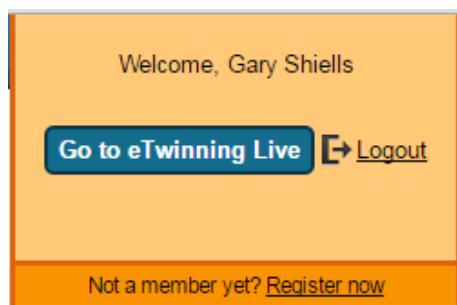 Welcome, Gary Shiells
Go to eTwinning Live Logout
Not a member yet? Register now